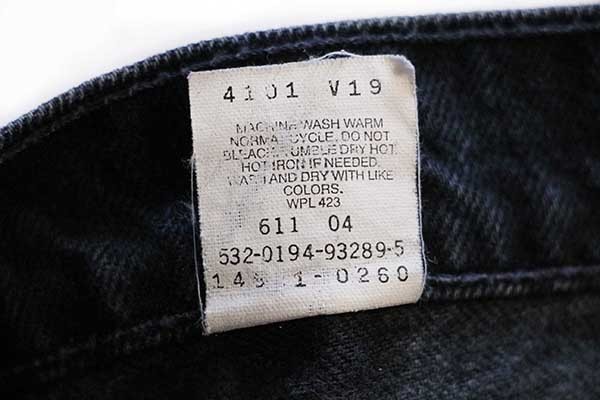 4101 V19
MACHINE WASH WARM
NORMAL CYCLE. DO NOT
BLEACH. TUMBLE DRY HOT.
HOT IRON IF NEEDED.
WASH AND DRY WITH LIKE
COLORS.
WPL 423
611 04
532-0194-93289-5
1-0260